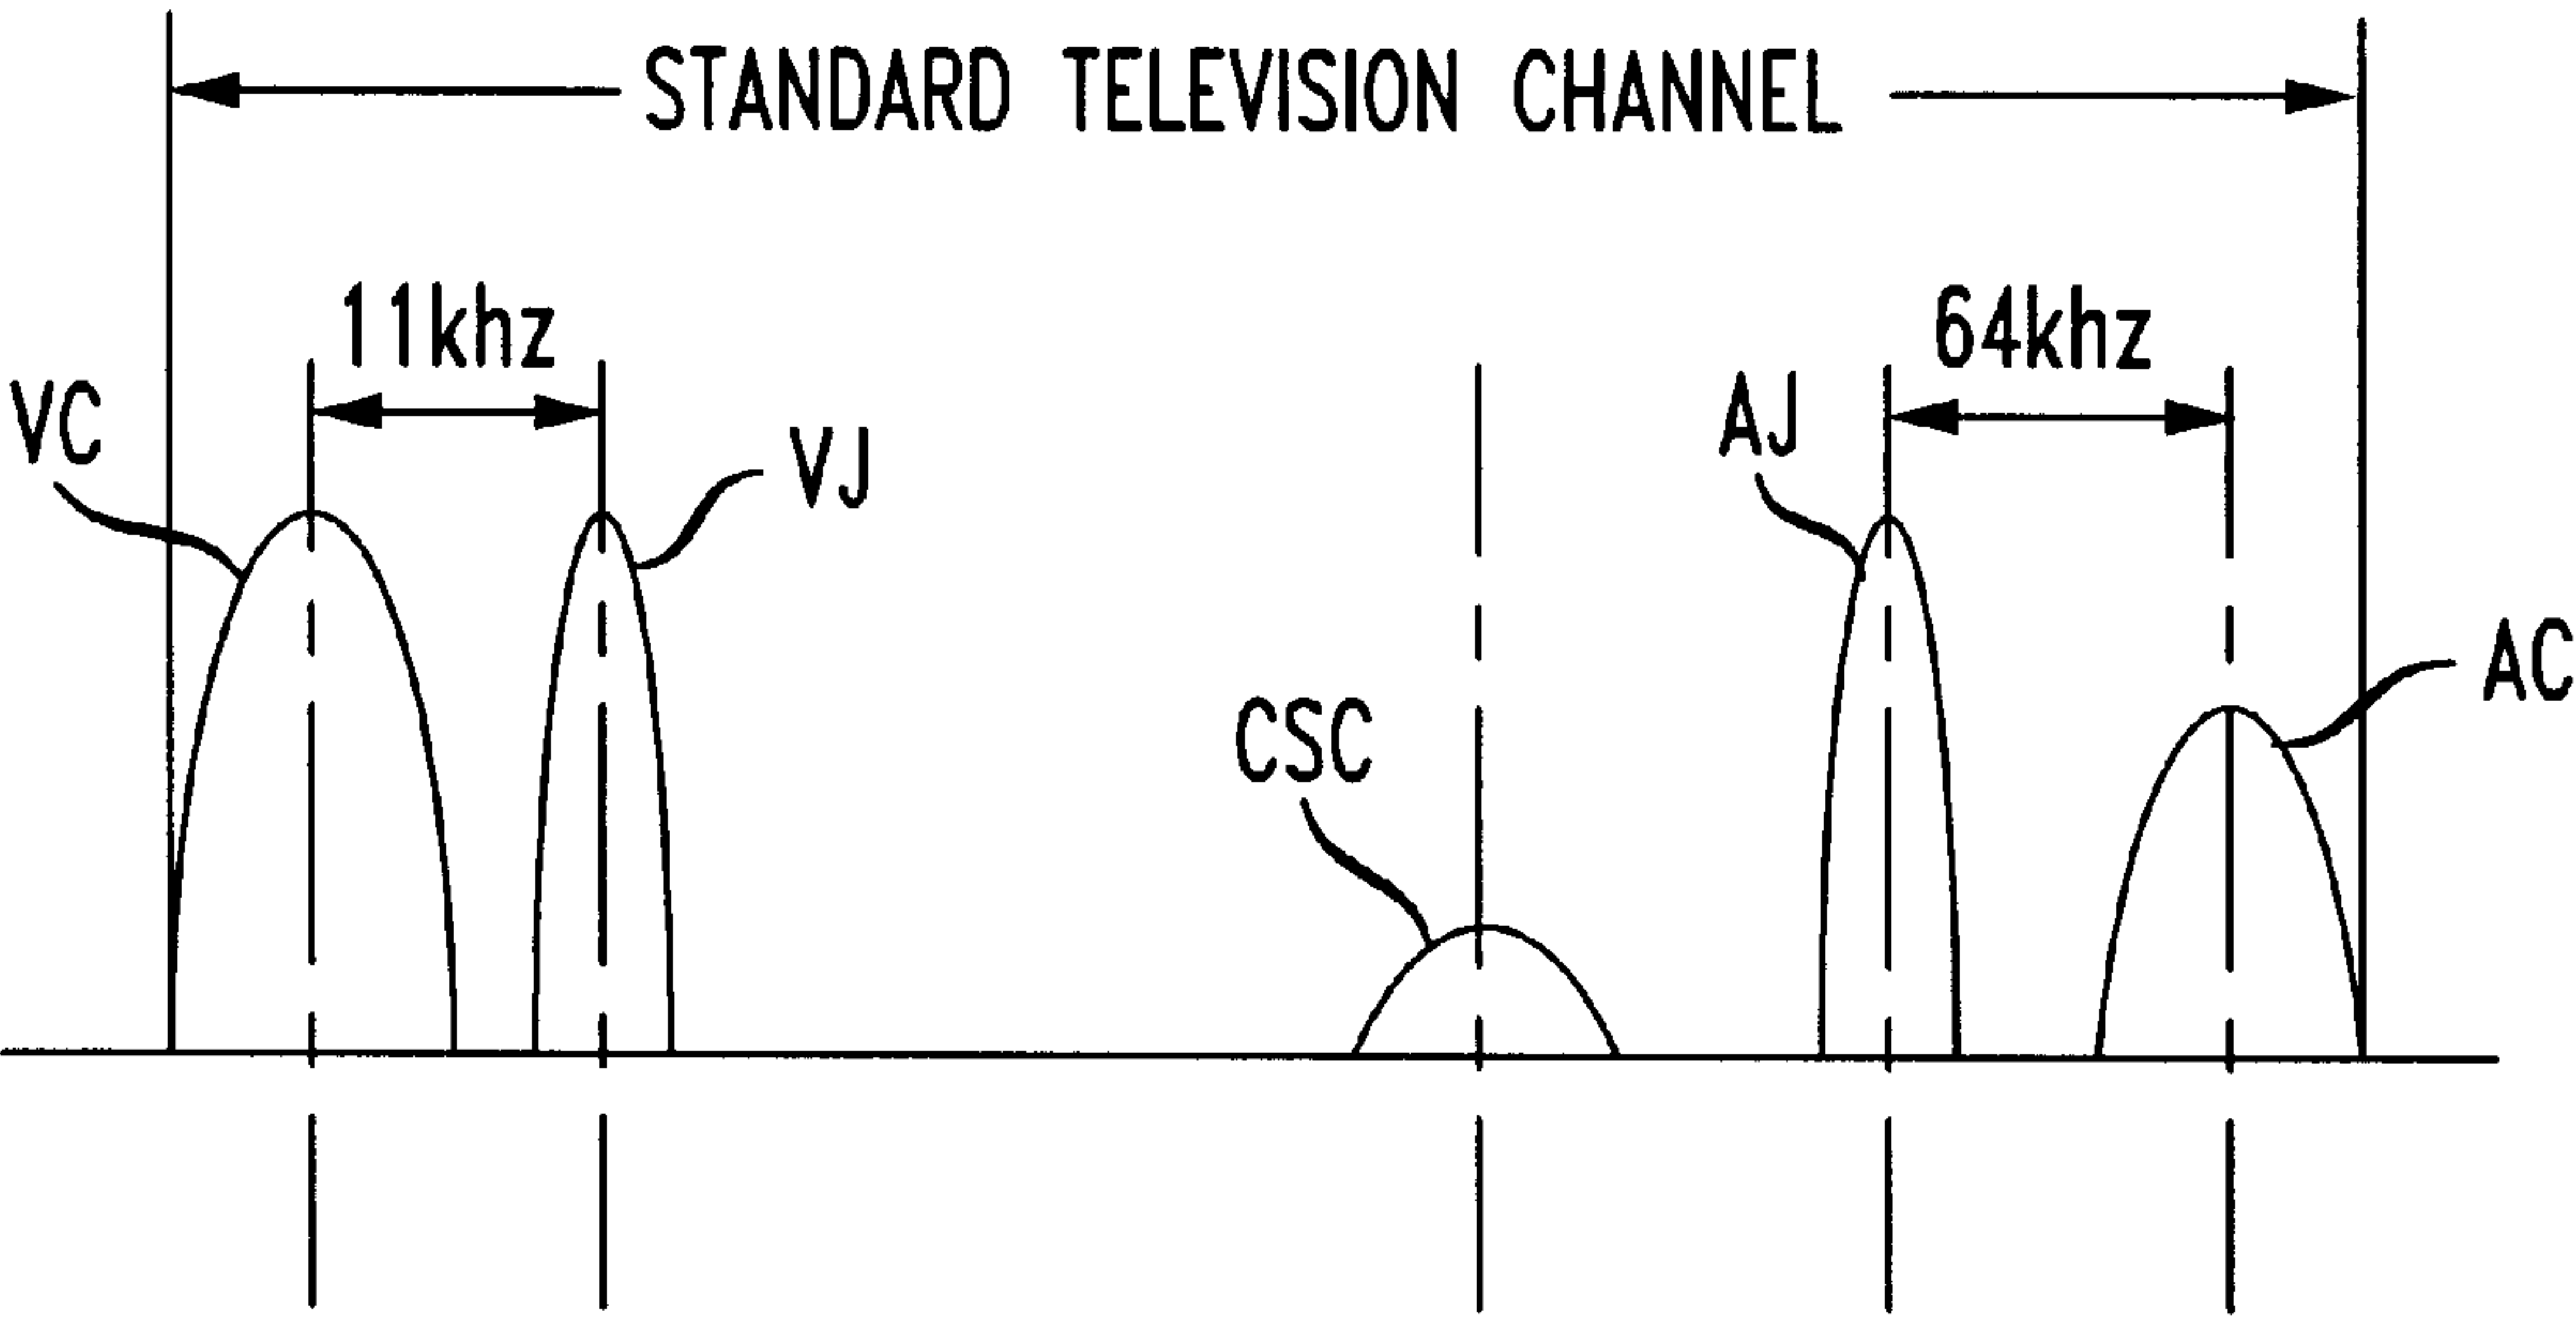 STANDARD TELEVISION CHANNEL
11khz
64khz
VC
VJ
AJ
AC
CSC